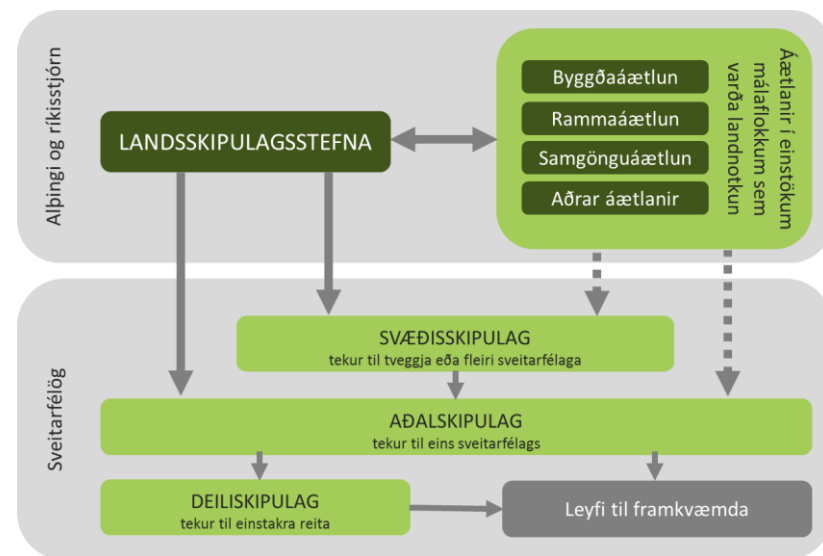 Alþingi og ríkisstjórn
LANDSSKIPULAGSSTEFNA
Byggðaáætlun
Rammaáætlun
Samgönguáætlun
Aðrar áætlanir
Áætlanir í einstökum
málaflokkum sem
varða landnotkun
Sveitarfélög
SVÆÐISSKIPULAG
tekur til tveggja eða fleiri sveitarfélaga
AÐALSKIPULAG
tekur til eins sveitarfélags
DEILISKIPULAG
tekur til einstakra reita
Leyfi til framkvæmda